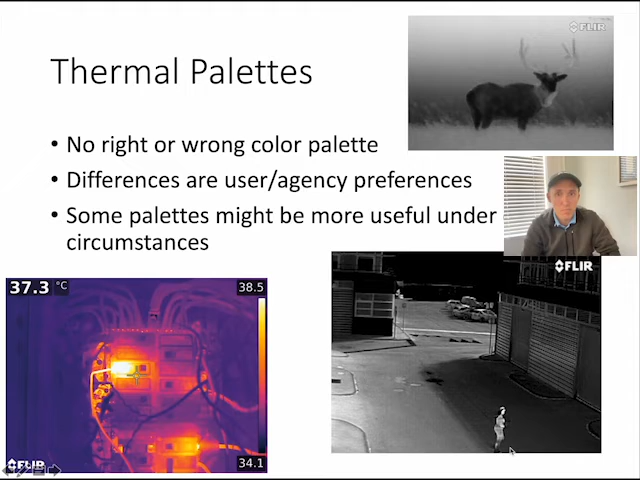 FLIR
Thermal Palettes
• No right or wrong color palette
• Differences are user/agency preferences
• Some palettes might be more useful under
circumstances
FLIR
37.3 °C
38.5
34.1
FLIR